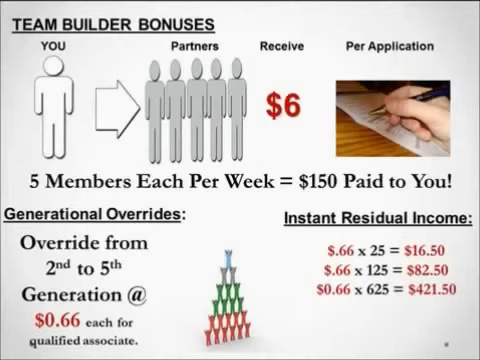 TEAM BUILDER BONUSES
YOU
Partners
Receive
Per Application
$6
5 Members Each Per Week = $150 Paid to You!
Generational Overrides:
Override from
2nd to 5th
Generation @
$0.66 each for
qualified associate.
Instant Residual Income:
$.66 x 25 = $16.50
$.66 x 125 = $82.50
$0.66 x 625 = $421.50